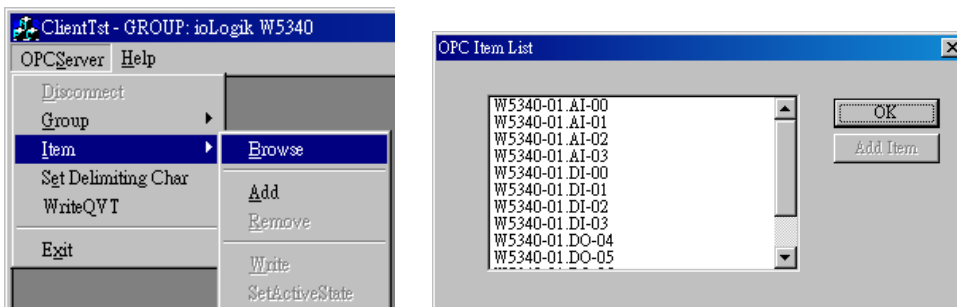 ClientTst - GROUP: ioLogik W5340
OPCServer Help
Disconnect
Group
Item
Set Delimiting Char
WriteQVT
Exit
Browse
Add
Remove
Write
SetActiveState
OPC Item List
W5340-01.AI-00
W5340-01.AI-01
W5340-01.AI-02
W5340-01.AI-03
W5340-01.DI-00
W5340-01.DI-01
W5340-01.DI-02
W5340-01.DI-03
W5340-01.DO-04
W5340-01.DO-05
OK
Add Item